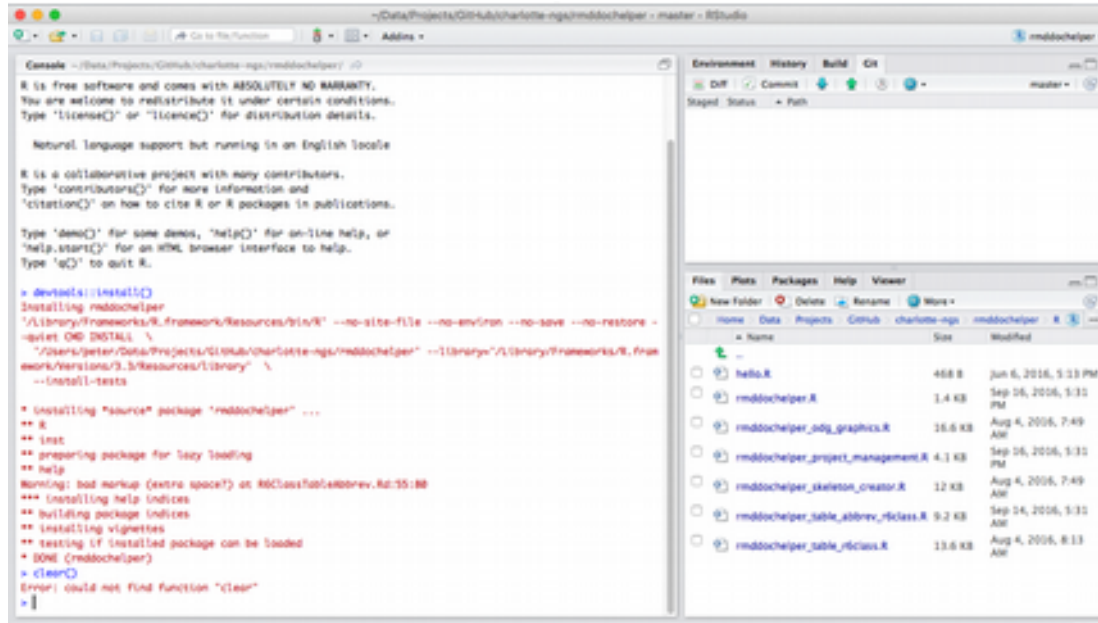 ~/Data/Projects/GitHub/charlotte-ngs/rmddochelper - master - RStudio
Go to file/function
Addins
rmddochelper
Console ~/Data/Projects/GitHub/charlotte-ngs/rmddochelper/
R is free software and comes with ABSOLUTELY NO WARRANTY.
You are welcome to redistribute it under certain conditions.
Type 'license()' or 'licence()' for distribution details.
Natural language support but running in an English locale
R is a collaborative project with many contributors.
Type 'contributors()' for more information and
'citation()' on how to cite R or R packages in publications.
Type 'demo()' for some demos, 'help()' for on-line help, or
'help.start()' for an HTML browser interface to help.
Type 'q()' to quit R.
> devtools::install()
Installing rmddochelper
'/Library/Frameworks/R.framework/Resources/bin/R' --no-site-file --no-environ --no-save --no-restore -
-quiet CMD INSTALL \
'/Users/peter/Data/Projects/GitHub/charlotte-ngs/rmddochelper' --library='/Library/Frameworks/R.fram
ework/Versions/3.3/Resources/library' \
--install-tests
* installing *source* package 'rmddochelper' ...
** R
** inst
** preparing package for lazy loading
** help
Warning: bad markup (extra space?) at R6ClassTableAbbrev.Rd:55:80
*** installing help indices
** building package indices
** installing vignettes
** testing if installed package can be loaded
* DONE (rmddochelper)
> clear()
Error: could not find function "clear"
>
Environment History Build Git
Diff Commit master
Staged Status Path
Files Plots Packages Help Viewer
New Folder Delete Rename More
Home Data Projects GitHub charlotte-ngs rmddochelper R
Name Size Modified
..
hello.R 468 B Jun 6, 2016, 5:13 PM
rmddochelper.R 1.4 KB Sep 16, 2016, 5:31 PM
rmddochelper_odg_graphics.R 16.6 KB Aug 4, 2016, 7:49 AM
rmddochelper_project_management.R 4.1 KB Sep 16, 2016, 5:31 PM
rmddochelper_skeleton_creator.R 12 KB Aug 4, 2016, 7:49 AM
rmddochelper_table_abbrev_r6class.R 9.2 KB Sep 14, 2016, 5:31 AM
rmddochelper_table_r6class.R 13.6 KB Aug 4, 2016, 8:13 AM